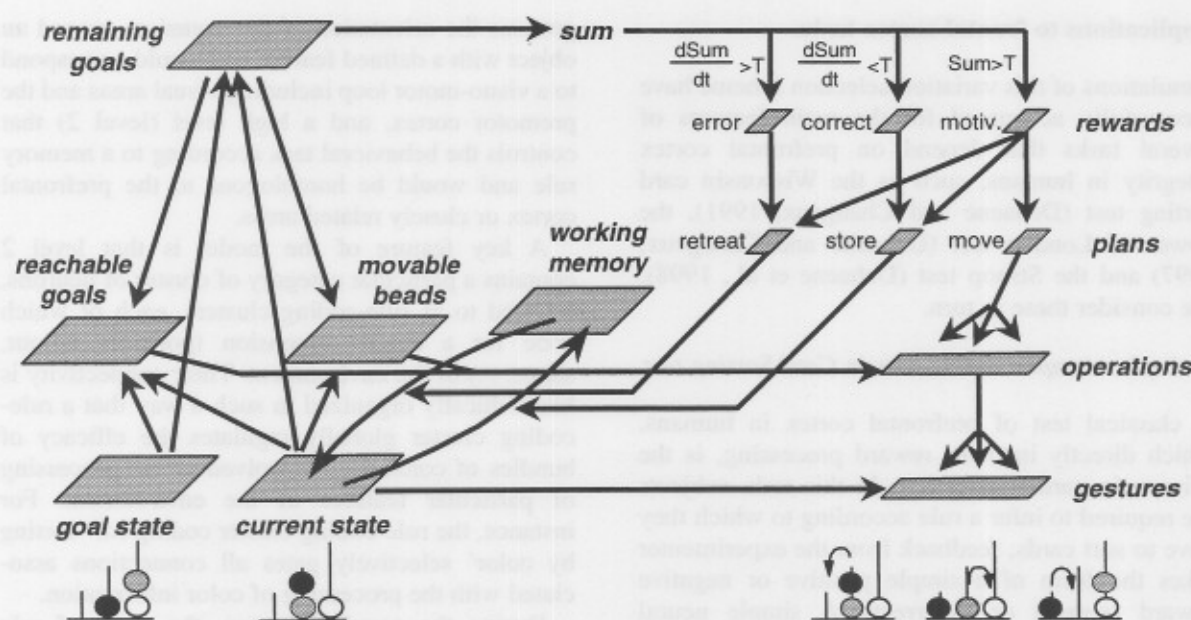 remaining
goals
sum
dSum
dt
>T
dSum
dt
<T
Sum>T
error
correct
motiv.
rewards
retreat
store
move
plans
working
memory
reachable
goals
movable
beads
operations
gestures
goal state
current state